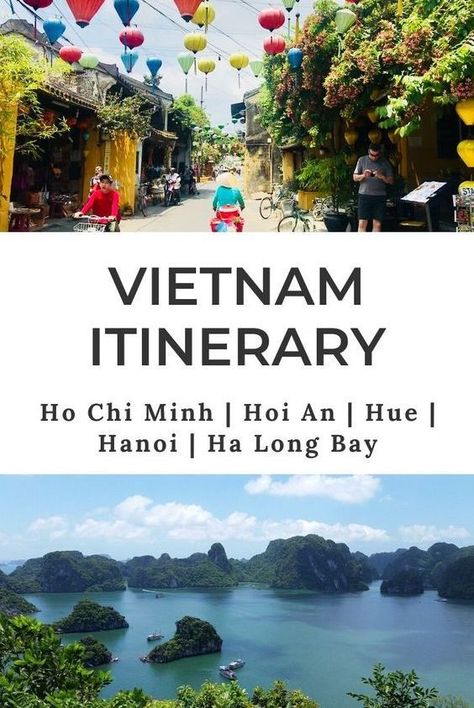 VIETNAM
ITINERARY
Ho Chi Minh | Hoi An | Hue |
Hanoi | Ha Long Bay